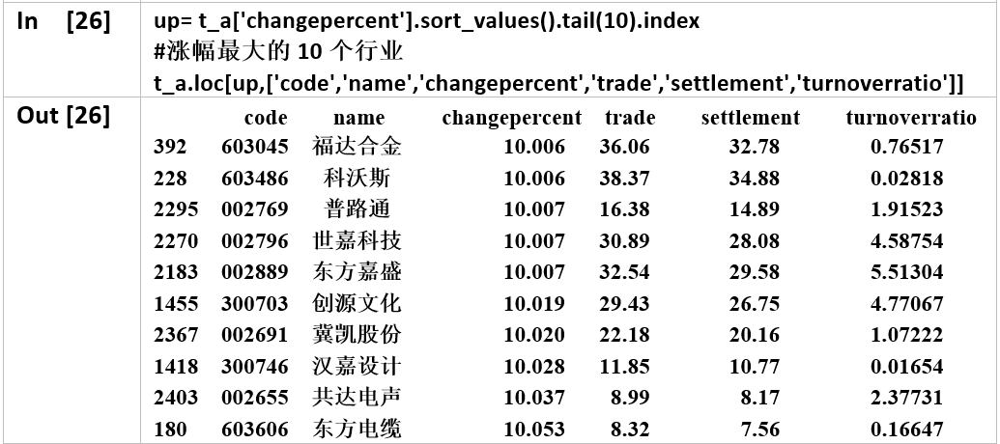 In [26] up= t_a['changepercent'].sort_values().tail(10).index
#涨幅最大的 10 个行业
t_a.loc[up,['code','name','changepercent','trade','settlement','turnoverratio']]
Out [26]
code name changepercent trade settlement turnoverratio
392 603045 福达合金 10.006 36.06 32.78 0.76517
228 603486 科沃斯 10.006 38.37 34.88 0.02818
2295 002769 普路通 10.007 16.38 14.89 1.91523
2270 002796 世嘉科技 10.007 30.89 28.08 4.58754
2183 002889 东方嘉盛 10.007 32.54 29.58 5.51304
1455 300703 创源文化 10.019 29.43 26.75 4.77067
2367 002691 冀凯股份 10.020 22.18 20.16 1.07222
1418 300746 汉嘉设计 10.028 11.85 10.77 0.01654
2403 002655 共达电声 10.037 8.99 8.17 2.37731
180 603606 东方电缆 10.053 8.32 7.56 0.16647